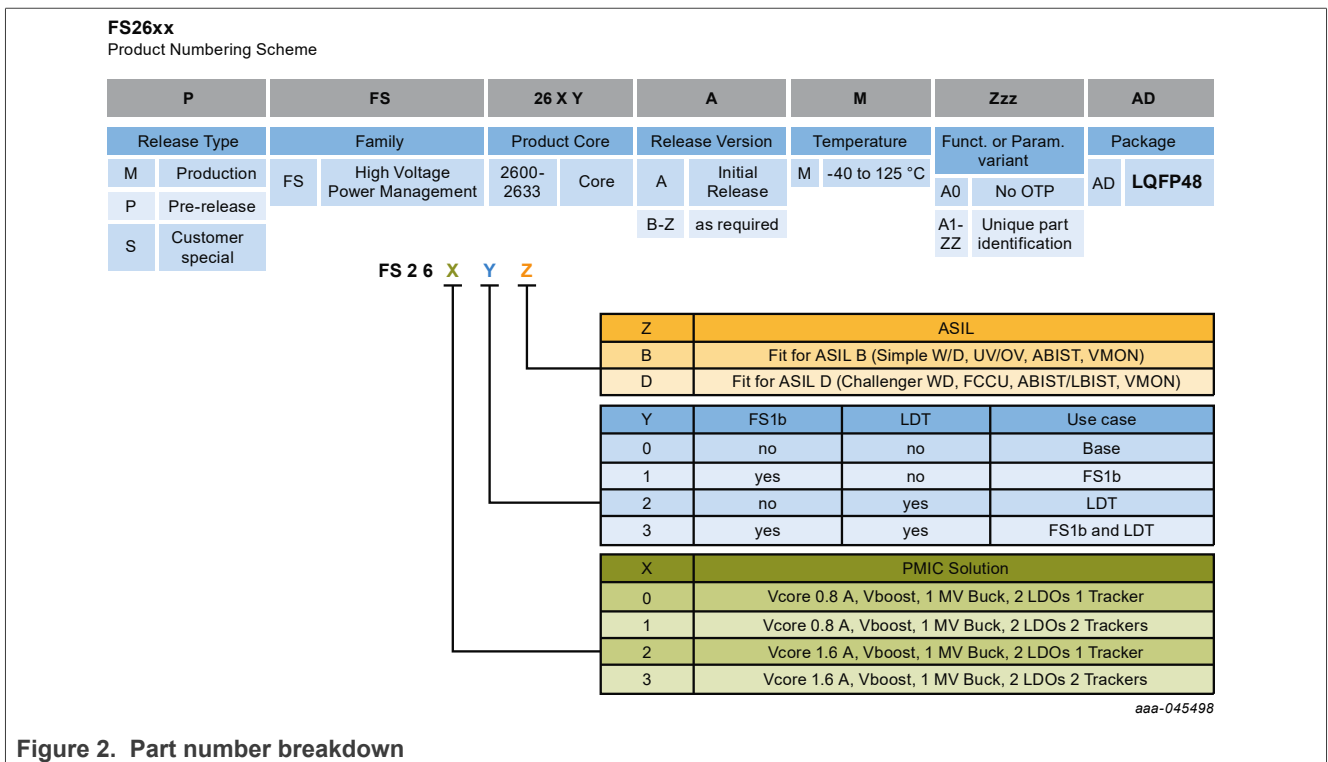 FS26xx
Product Numbering Scheme
P FS 26 X Y A M Zzz AD
Release Type Family Product Core Release Version Temperature Funct. or Param. variant Package
M Production
P Pre-release
S Customer special
FS High Voltage Power Management
2600-2633 Core
A Initial Release
B-Z as required
M -40 to 125 °C
A0 No OTP
A1-ZZ Unique part identification
AD LQFP48
FS 2 6 X Y Z
Z ASIL
B Fit for ASIL B (Simple W/D, UV/OV, ABIST, VMON)
D Fit for ASIL D (Challenger WD, FCCU, ABIST/LBIST, VMON)
Y FS1b LDT Use case
0 no no Base
1 yes no FS1b
2 no yes LDT
3 yes yes FS1b and LDT
X PMIC Solution
0 Vcore 0.8 A, Vboost, 1 MV Buck, 2 LDOs 1 Tracker
1 Vcore 0.8 A, Vboost, 1 MV Buck, 2 LDOs 2 Trackers
2 Vcore 1.6 A, Vboost, 1 MV Buck, 2 LDOs 1 Tracker
3 Vcore 1.6 A, Vboost, 1 MV Buck, 2 LDOs 2 Trackers
aaa-045498
Figure 2. Part number breakdown